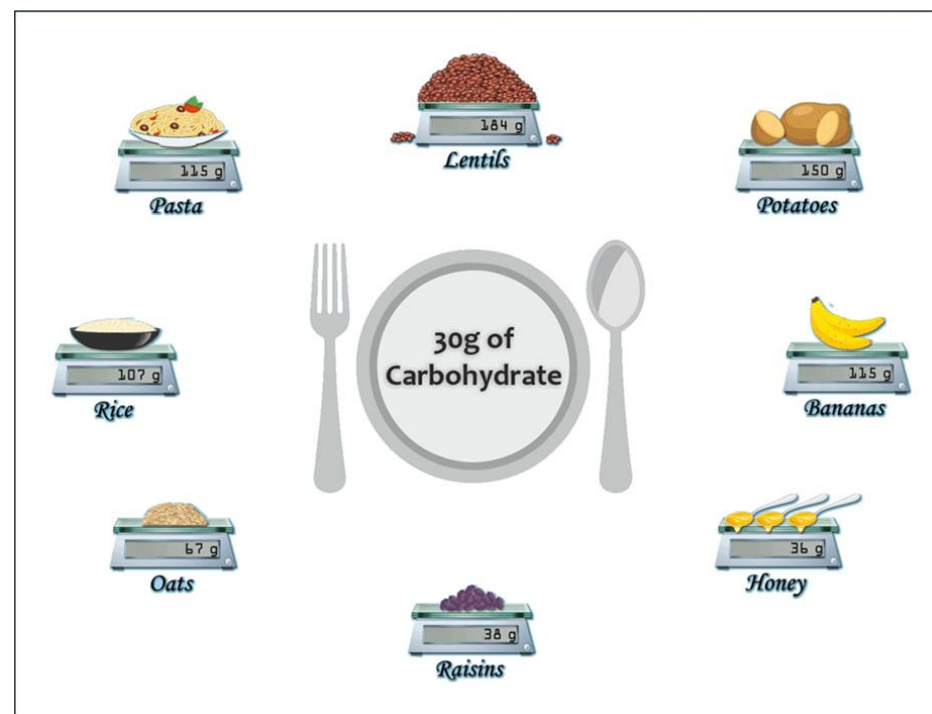 184 g
Lentils
115 g
Pasta
150 g
Potatoes
30g of
Carbohydrate
107 g
Rice
115 g
Bananas
67 g
Oats
36 g
Honey
38 g
Raisins